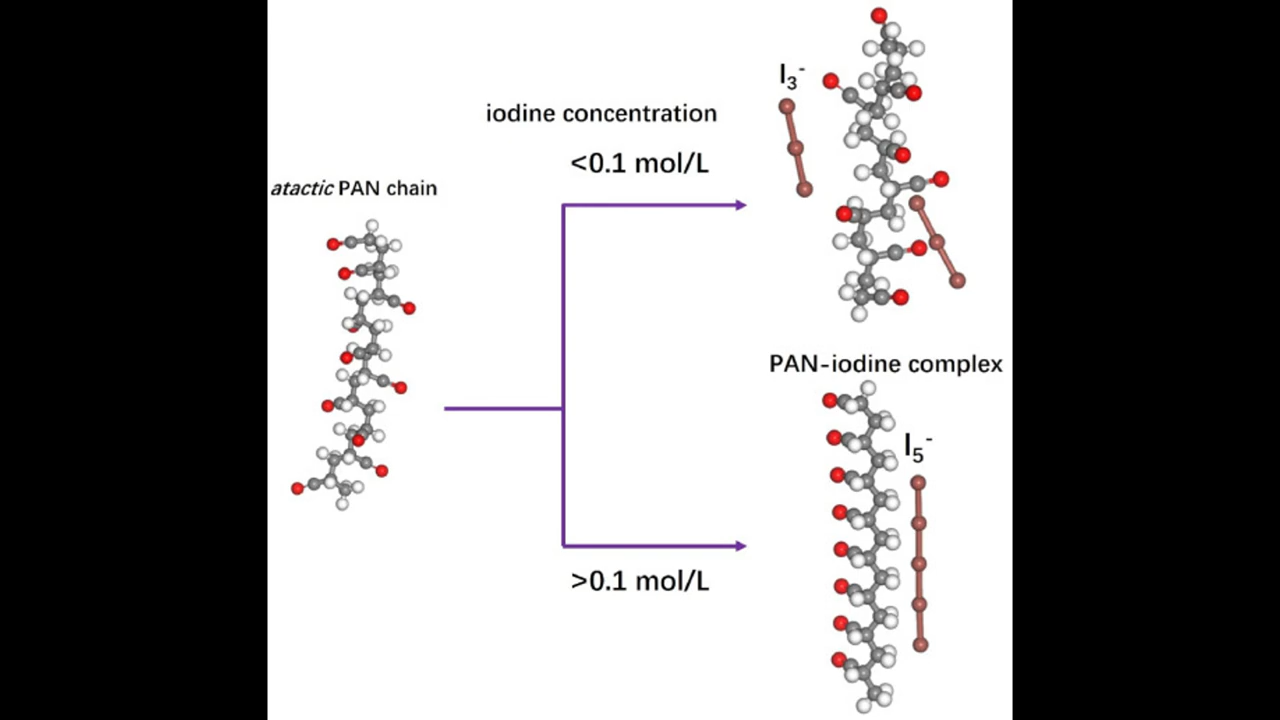 atactic PAN chain
iodine concentration
<0.1 mol/L
I₃⁻
>0.1 mol/L
PAN-iodine complex
I₅⁻